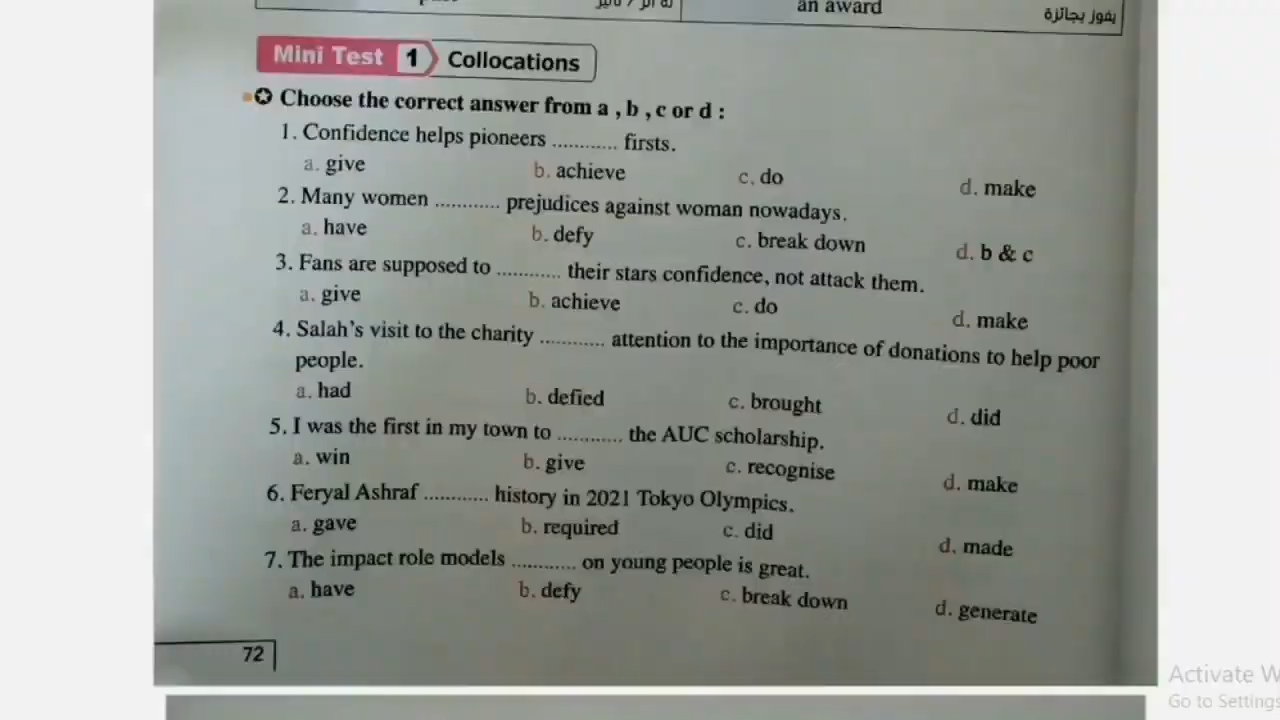 an award
يفوز بجائزة
Mini Test 1 Collocations
✪ Choose the correct answer from a , b , c or d :
1. Confidence helps pioneers ............ firsts.
a. give b. achieve c. do d. make
2. Many women ............ prejudices against woman nowadays.
a. have b. defy c. break down d. b & c
3. Fans are supposed to ............ their stars confidence, not attack them.
a. give b. achieve c. do d. make
4. Salah's visit to the charity ............ attention to the importance of donations to help poor
people.
a. had b. defied c. brought d. did
5. I was the first in my town to ............ the AUC scholarship.
a. win b. give c. recognise d. make
6. Feryal Ashraf ............ history in 2021 Tokyo Olympics.
a. gave b. required c. did d. made
7. The impact role models ............ on young people is great.
a. have b. defy c. break down d. generate
72
Activate W
Go to Settings